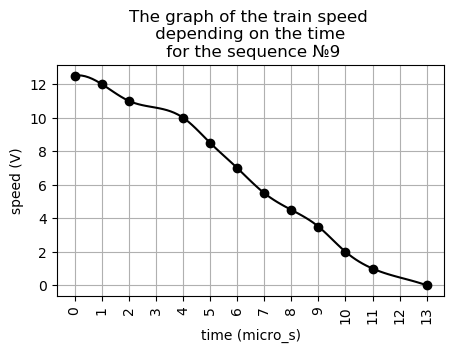 The graph of the train speed
depending on the time
for the sequence №9
speed (V)
12
10
8
6
4
2
0
0 1 2 3 4 5 6 7 8 9 10 11 12 13
time (micro_s)